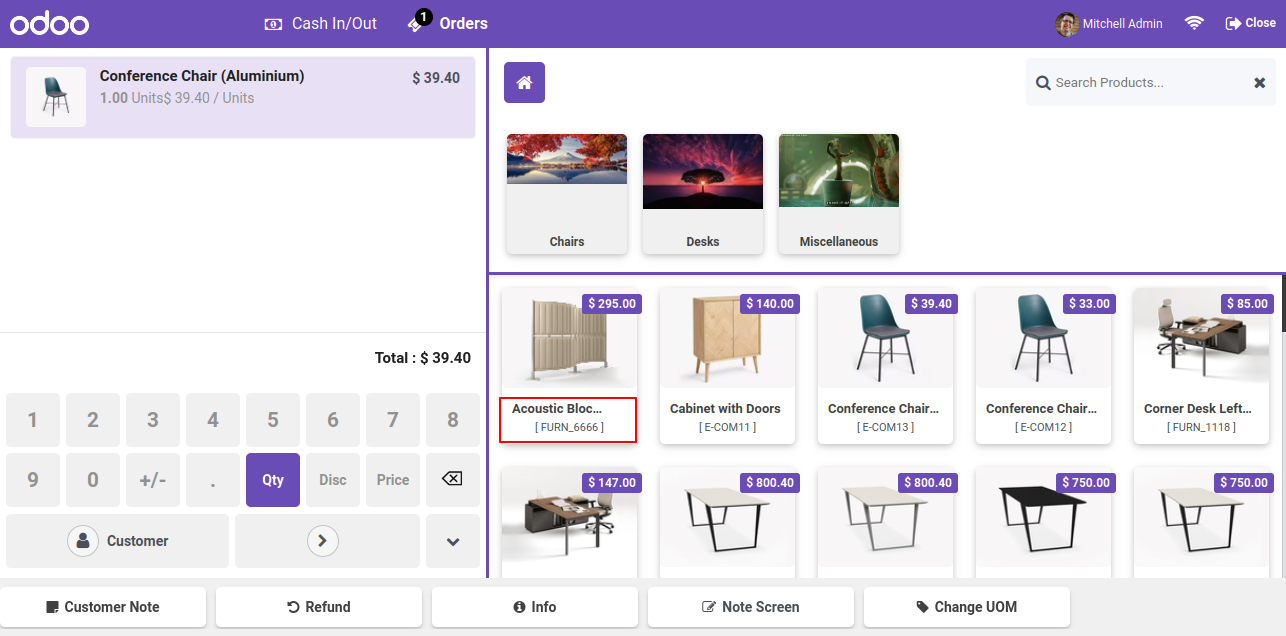 odoo
Cash In/Out
1
Orders
Mitchell Admin
Close
Conference Chair (Aluminium)
$ 39.40
1.00 Units$ 39.40 / Units
Search Products...
Chairs
Desks
Miscellaneous
Total : $ 39.40
1 2 3 4 5 6 7 8
9 0 +/- . Qty Disc Price
Customer
$ 295.00
Acoustic Bloc...
[ FURN_6666 ]
$ 140.00
Cabinet with Doors
[ E-COM11 ]
$ 39.40
Conference Chair...
[ E-COM13 ]
$ 33.00
Conference Chair...
[ E-COM12 ]
$ 85.00
Corner Desk Left...
[ FURN_1118 ]
$ 147.00
$ 800.40
$ 800.40
$ 750.00
$ 750.00
Customer Note
Refund
Info
Note Screen
Change UOM